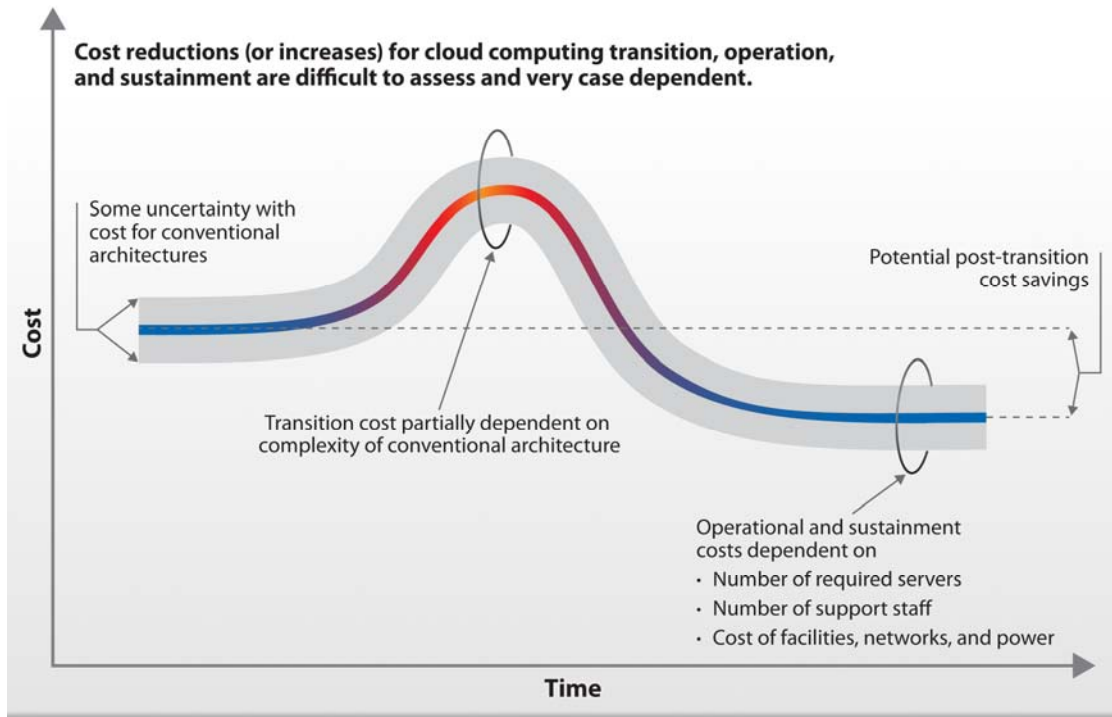 Cost reductions (or increases) for cloud computing transition, operation,
and sustainment are difficult to assess and very case dependent.
Some uncertainty with
cost for conventional
architectures
Potential post-transition
cost savings
Cost
Transition cost partially dependent on
complexity of conventional architecture
Operational and sustainment
costs dependent on
• Number of required servers
• Number of support staff
• Cost of facilities, networks, and power
Time